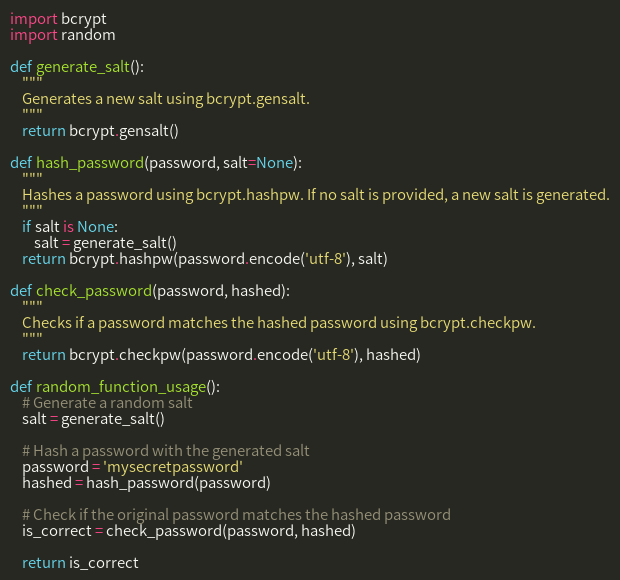 import bcrypt
import random

def generate_salt():
    """
    Generates a new salt using bcrypt.gensalt.
    """
    return bcrypt.gensalt()

def hash_password(password, salt=None):
    """
    Hashes a password using bcrypt.hashpw. If no salt is provided, a new salt is generated.
    """
    if salt is None:
        salt = generate_salt()
    return bcrypt.hashpw(password.encode('utf-8'), salt)

def check_password(password, hashed):
    """
    Checks if a password matches the hashed password using bcrypt.checkpw.
    """
    return bcrypt.checkpw(password.encode('utf-8'), hashed)

def random_function_usage():
    # Generate a random salt
    salt = generate_salt()

    # Hash a password with the generated salt
    password = 'mysecretpassword'
    hashed = hash_password(password)

    # Check if the original password matches the hashed password
    is_correct = check_password(password, hashed)

    return is_correct